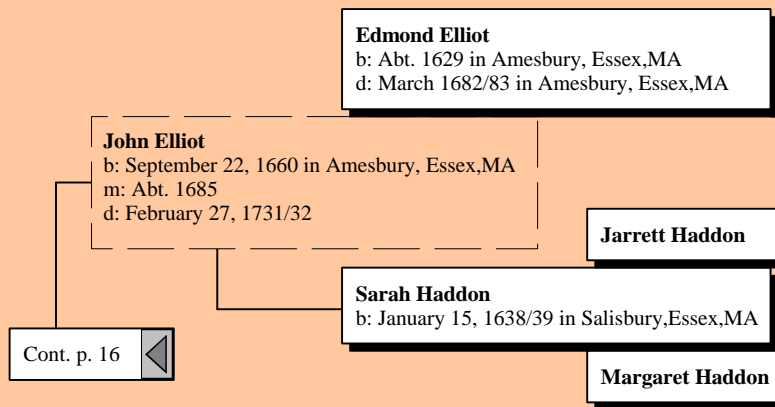 Edmond Elliot
b: Abt. 1629 in Amesbury, Essex,MA
d: March 1682/83 in Amesbury, Essex,MA
John Elliot
b: September 22, 1660 in Amesbury, Essex,MA
m: Abt. 1685
d: February 27, 1731/32
Jarrett Haddon
Sarah Haddon
b: January 15, 1638/39 in Salisbury,Essex,MA
Cont. p. 16
Margaret Haddon